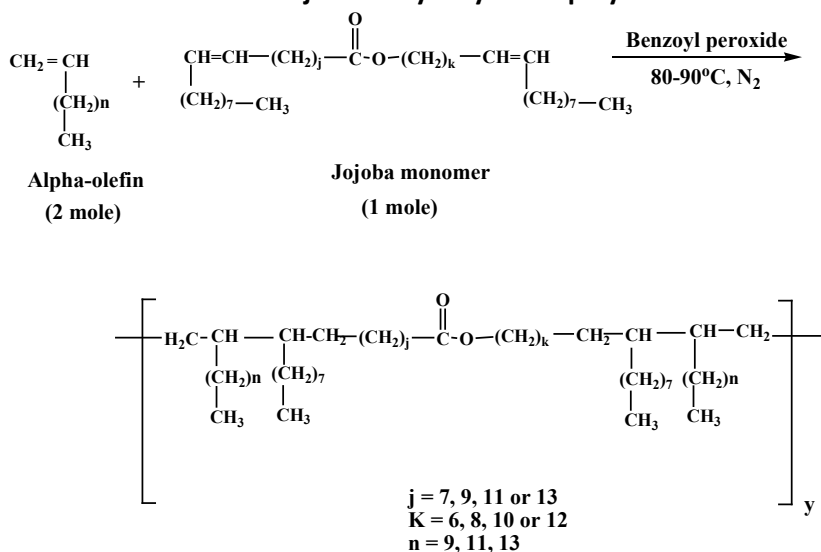 O
CH₂=CH + CH=CH—(CH₂)j—C—O—(CH₂)k—CH=CH Benzoyl peroxide
80-90°C, N₂
(CH₂)n (CH₂)₇—CH₃ (CH₂)₇—CH₃
CH₃
Alpha-olefin Jojoba monomer
(2 mole) (1 mole)
O
H₂C-CH—CH-CH₂—(CH₂)j—C—O—(CH₂)k—CH₂-CH—CH—CH₂
(CH₂)n (CH₂)₇ (CH₂)₇ (CH₂)n
CH₃ CH₃ CH₃ CH₃
y
j = 7, 9, 11 or 13
K = 6, 8, 10 or 12
n = 9, 11, 13